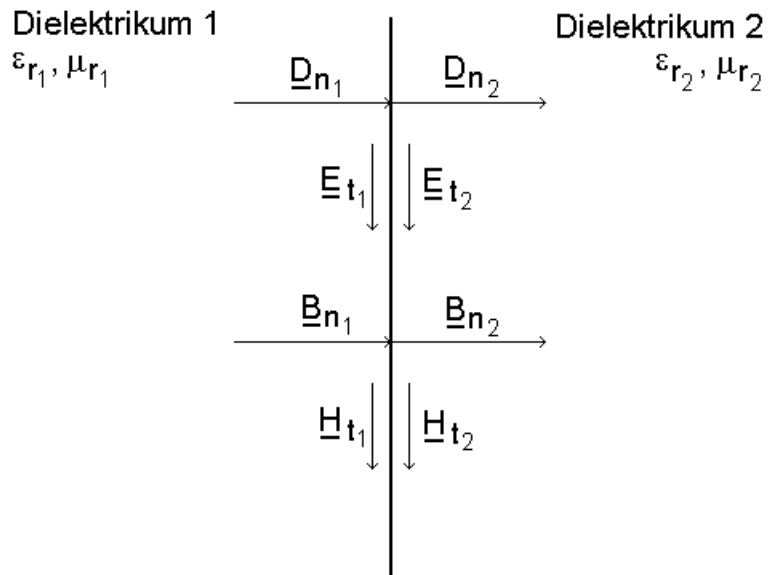 Dielektrikum 1
Dielektrikum 2
εr1, μr1
εr2, μr2
Dn1
Dn2
Et1
Et2
Bn1
Bn2
Ht1
Ht2